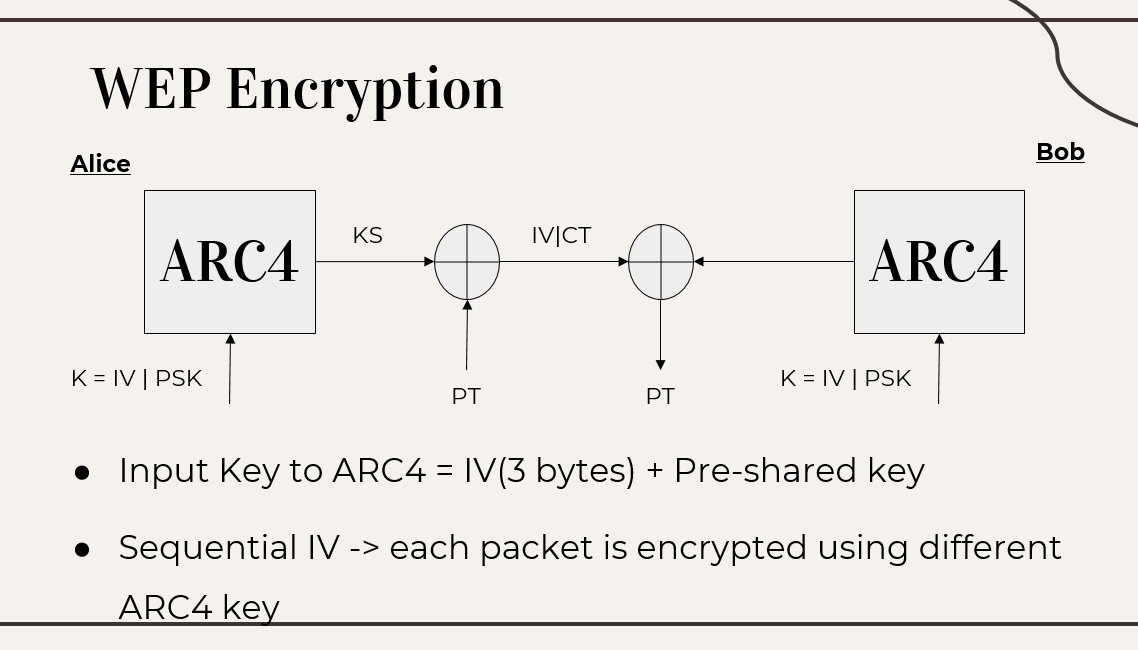 WEP Encryption
Alice
Bob
ARC4
KS
IV|CT
ARC4
K = IV | PSK
PT
PT
K = IV | PSK
● Input Key to ARC4 = IV(3 bytes) + Pre-shared key
● Sequential IV -> each packet is encrypted using different
ARC4 key